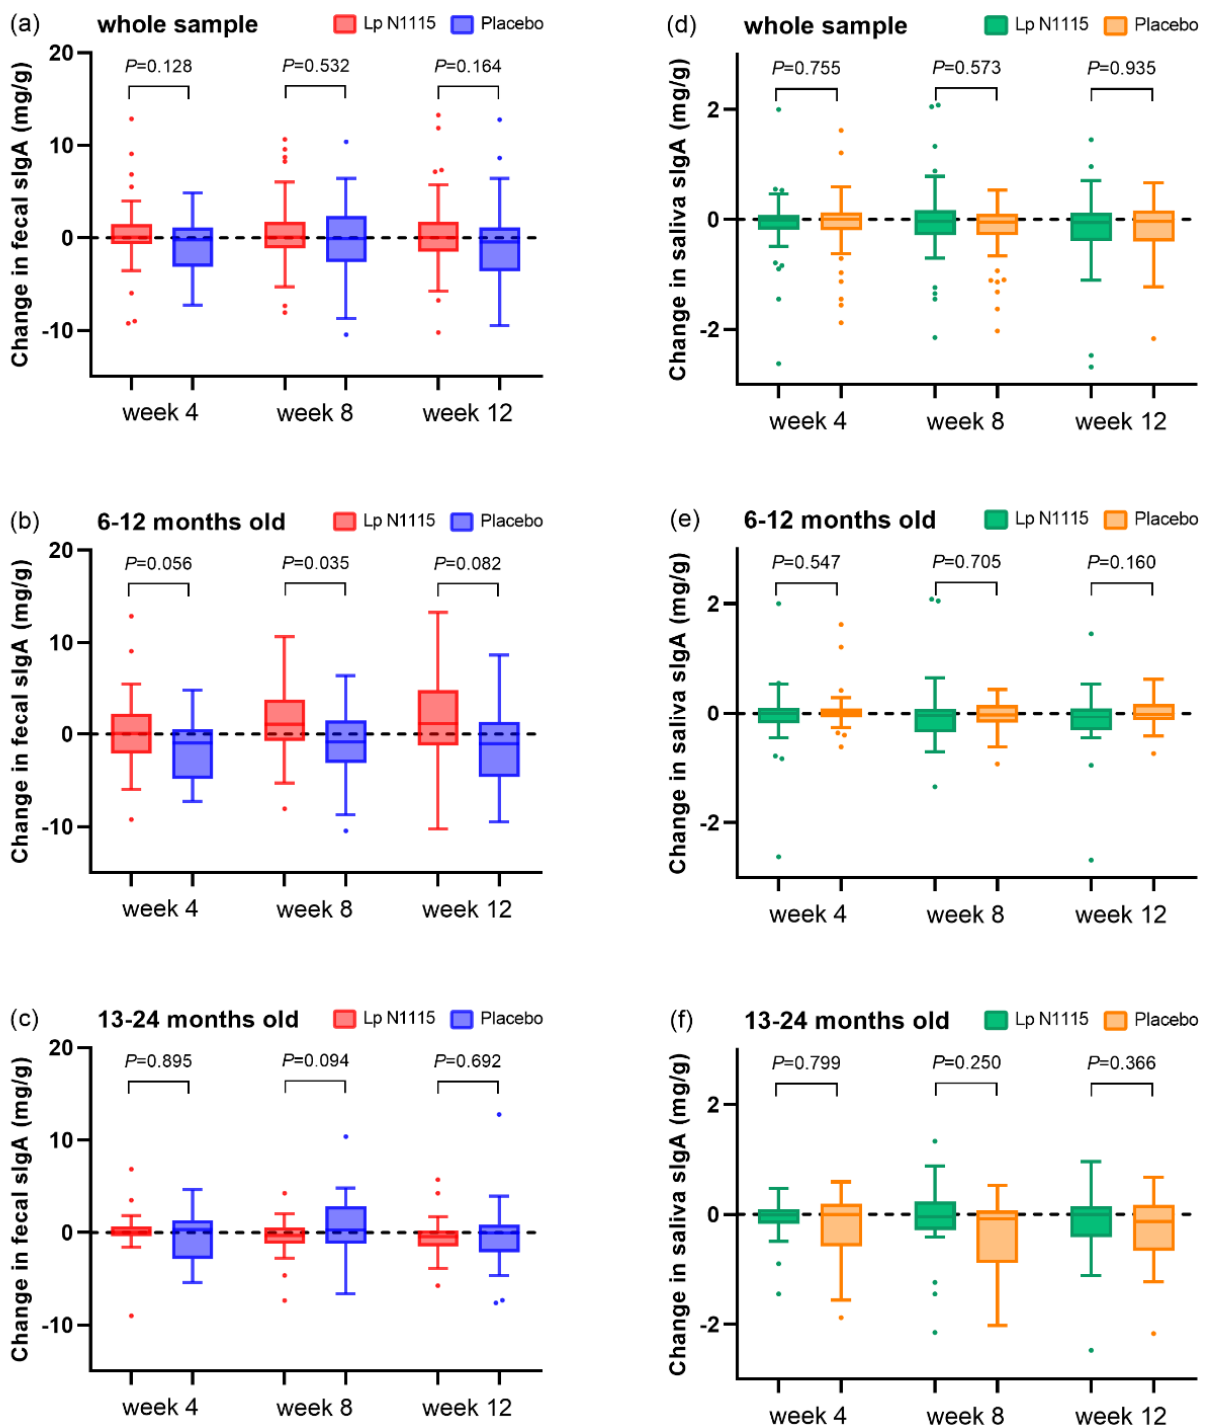 (a) whole sample Lp N1115 Placebo
P=0.128 P=0.532 P=0.164
Change in fecal sIgA (mg/g)
20
10
0
-10
week 4 week 8 week 12
(d) whole sample Lp N1115 Placebo
P=0.755 P=0.573 P=0.935
Change in saliva sIgA (mg/g)
2
0
-2
week 4 week 8 week 12
(b) 6-12 months old Lp N1115 Placebo
P=0.056 P=0.035 P=0.082
Change in fecal sIgA (mg/g)
20
10
0
-10
week 4 week 8 week 12
(e) 6-12 months old Lp N1115 Placebo
P=0.547 P=0.705 P=0.160
Change in saliva sIgA (mg/g)
2
0
-2
week 4 week 8 week 12
(c) 13-24 months old Lp N1115 Placebo
P=0.895 P=0.094 P=0.692
Change in fecal sIgA (mg/g)
20
10
0
-10
week 4 week 8 week 12
(f) 13-24 months old Lp N1115 Placebo
P=0.799 P=0.250 P=0.366
Change in saliva sIgA (mg/g)
2
0
-2
week 4 week 8 week 12